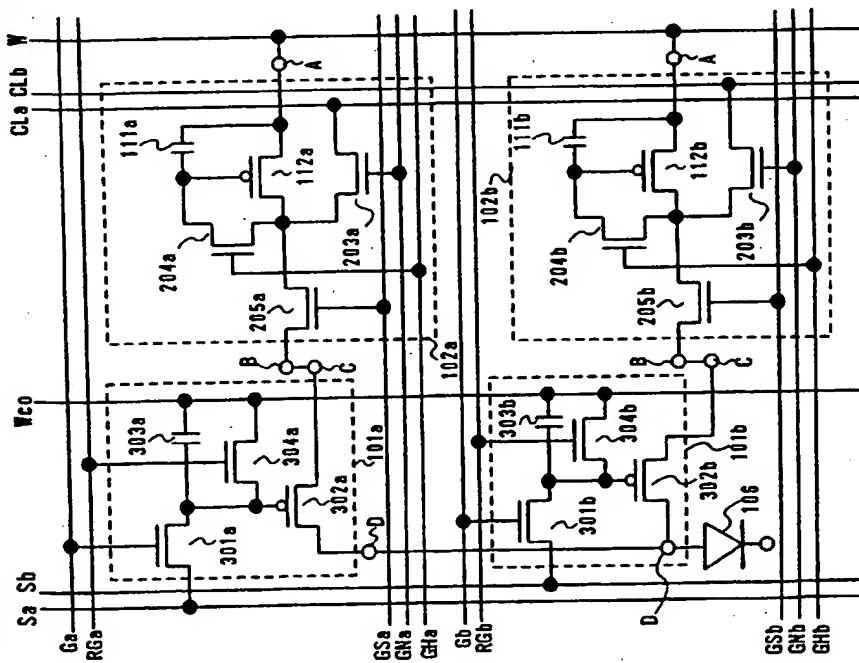 W
CLb
CLa
Wco
Sb
Sa
Ga
RGa
111a
A
112a
204a
203a
205a
B
C
102a
303a
304a
101a
302a
301a
D
GSa
GNa
GHa
Gb
RGb
111b
A
112b
102b
204b
203b
205b
B
C
303b
304b
101b
302b
301b
106
D
GSb
GNb
GHb